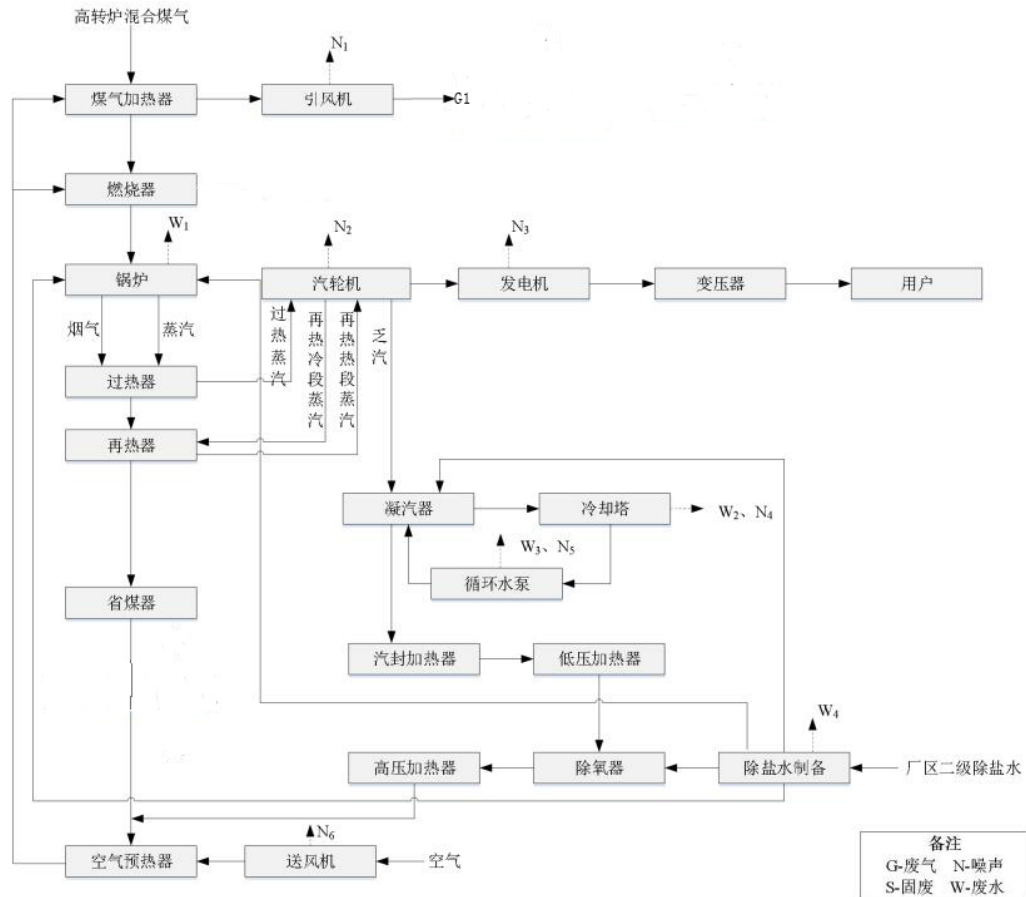 高转炉混合煤气
N₁
煤气加热器
引风机
G1
燃烧器
W₁
N₂
N₃
锅炉
汽轮机
发电机
变压器
用户
烟气
蒸汽
过热蒸汽
再热冷段蒸汽
再热热段蒸汽
乏汽
过热器
再热器
凝汽器
冷却塔
W₂、N₄
W₃、N₅
循环水泵
省煤器
汽封加热器
低压加热器
W₄
高压加热器
除氧器
除盐水制备
厂区二级除盐水
N₆
空气预热器
送风机
空气
备注
G-废气 N-噪声
S-固废 W-废水